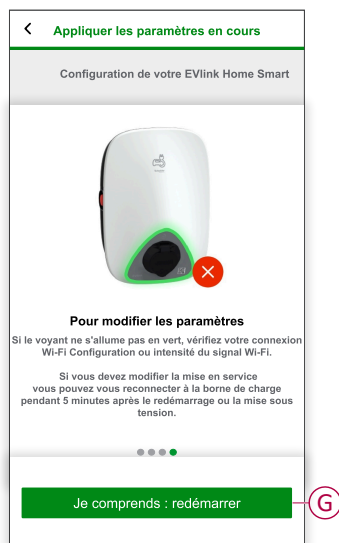 Appliquer les paramètres en cours
Configuration de votre EVlink Home Smart
Pour modifier les paramètres
Si le voyant ne s'allume pas en vert, vérifiez votre connexion
Wi-Fi Configuration ou intensité du signal Wi-Fi.
Si vous devez modifier la mise en service
vous pouvez vous reconnecter à la borne de charge
pendant 5 minutes après le redémarrage ou la mise sous
tension.
Je comprends : redémarrer
G